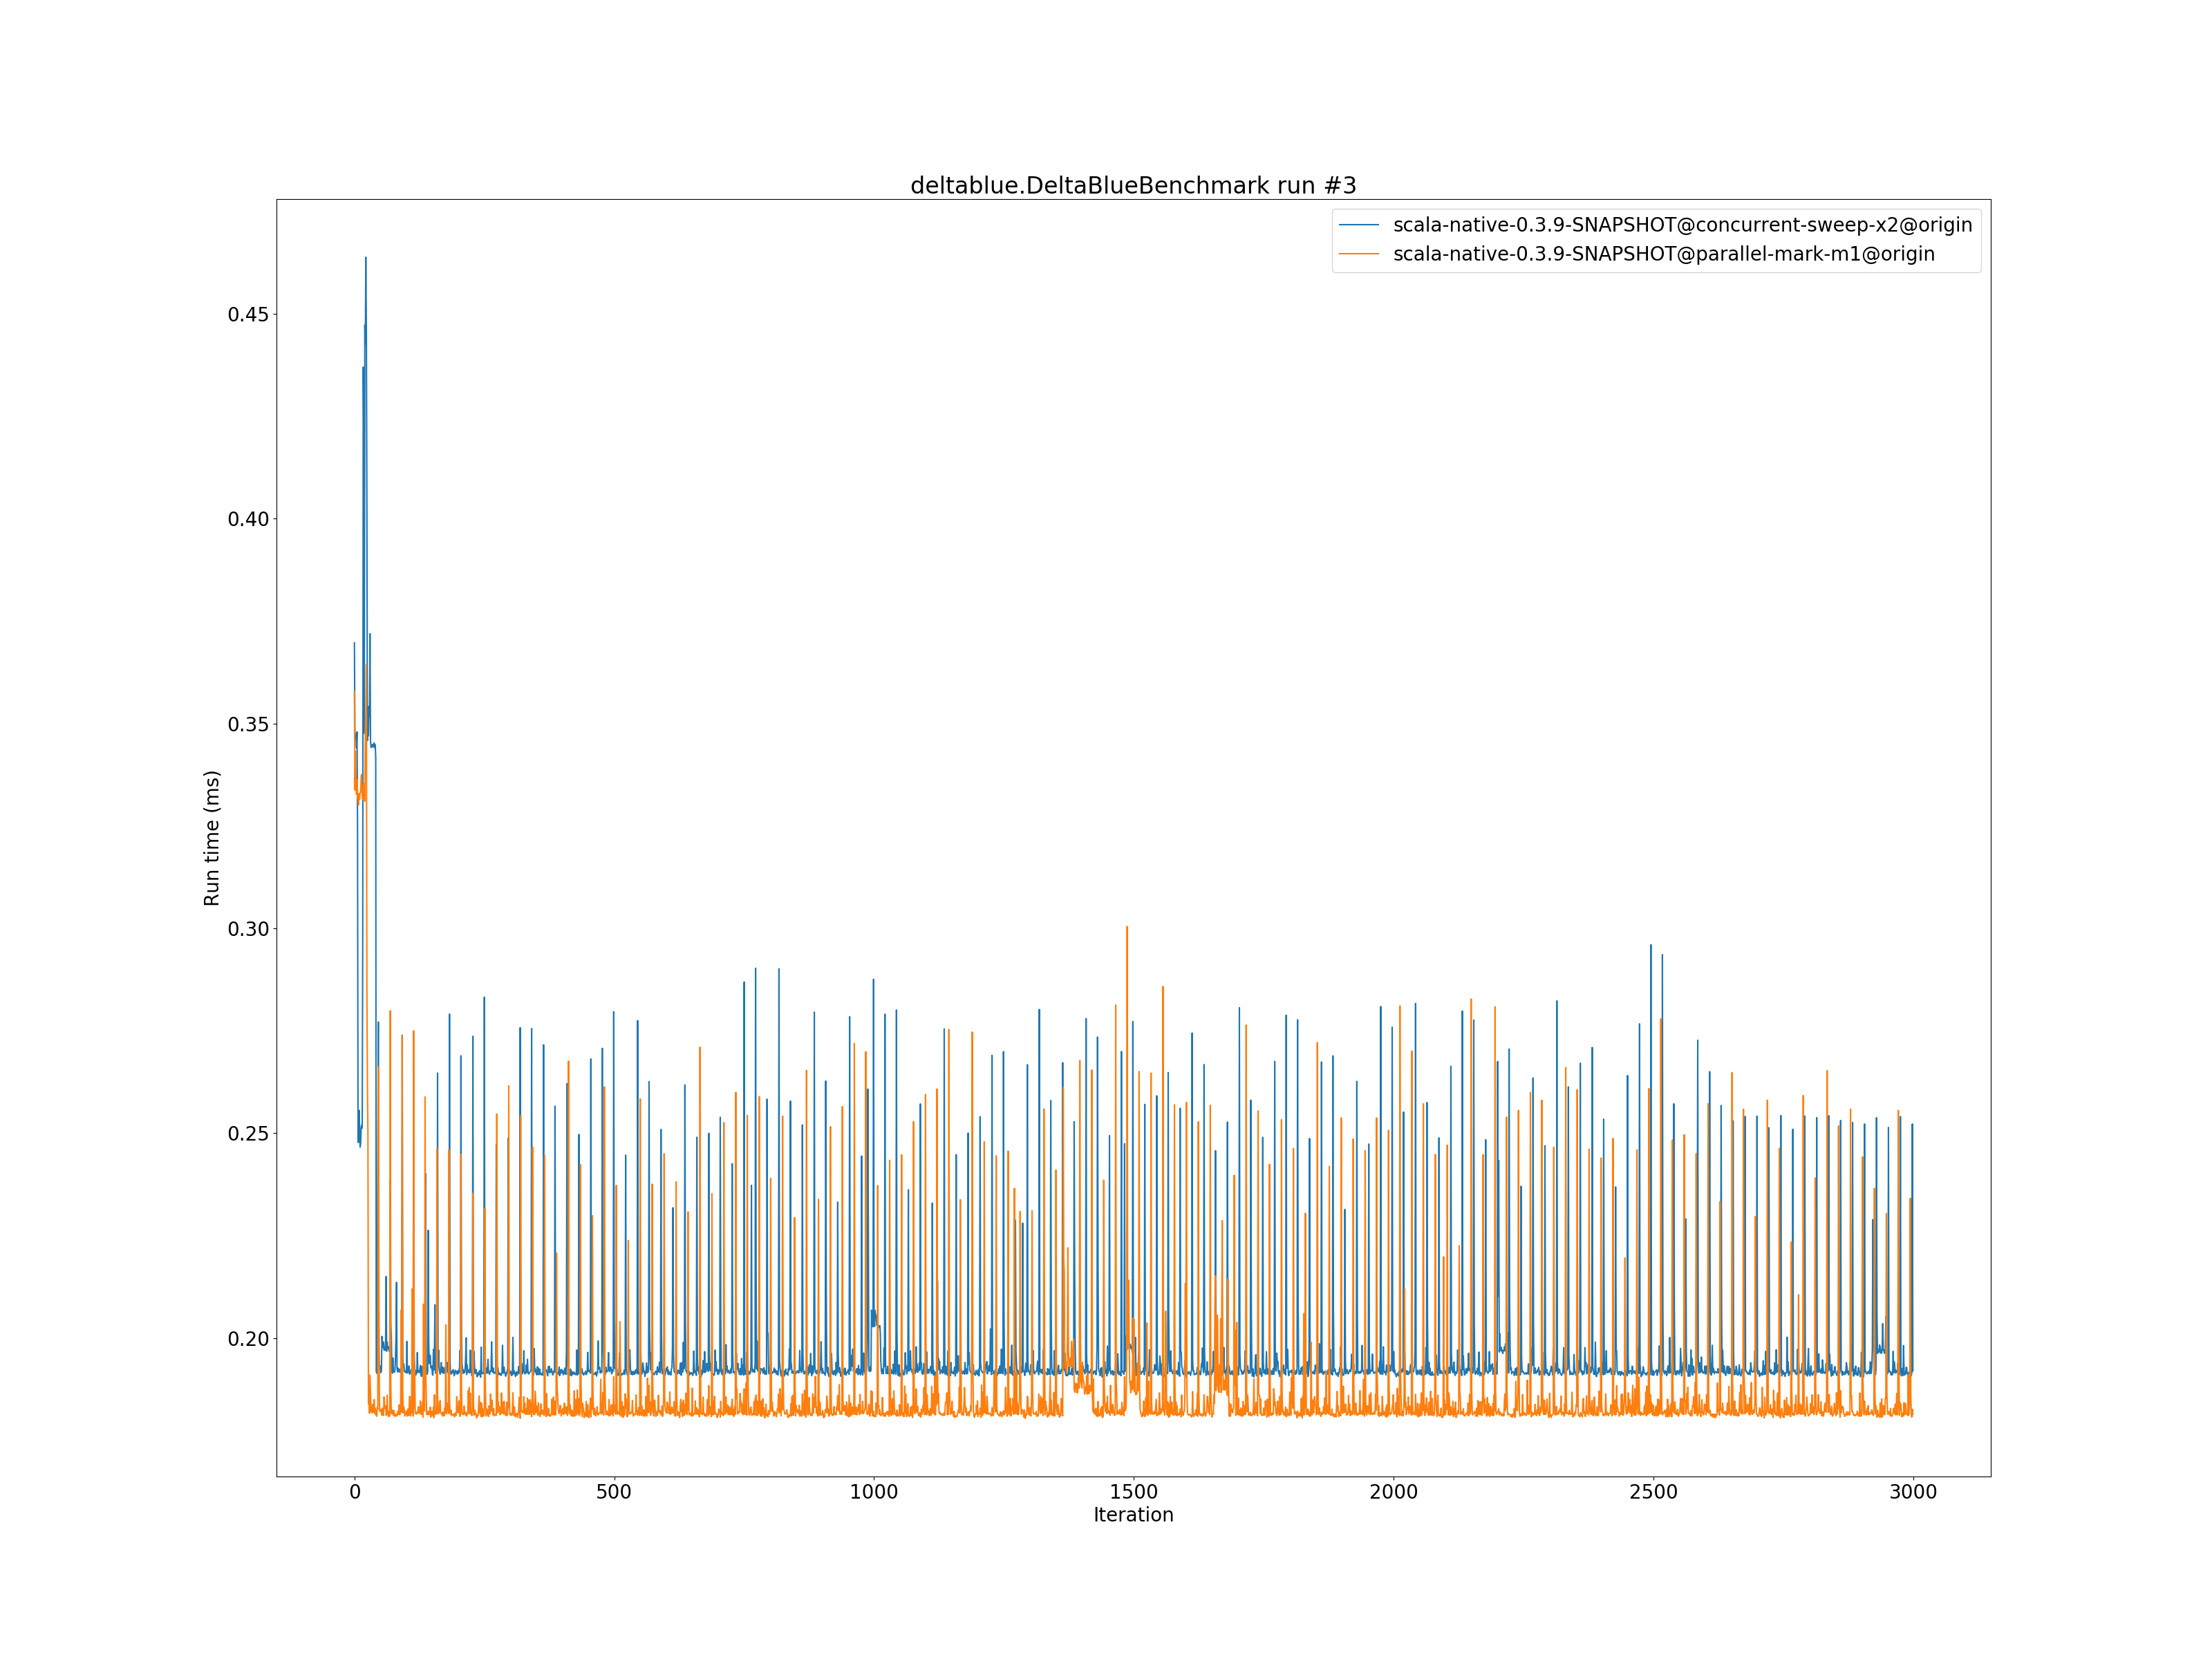 deltablue.DeltaBlueBenchmark run #3
scala-native-0.3.9-SNAPSHOT@concurrent-sweep-x2@origin
scala-native-0.3.9-SNAPSHOT@parallel-mark-m1@origin
0.45
0.40
0.35
0.30
0.25
0.20
Run time (ms)
0 500 1000 1500 2000 2500 3000
Iteration